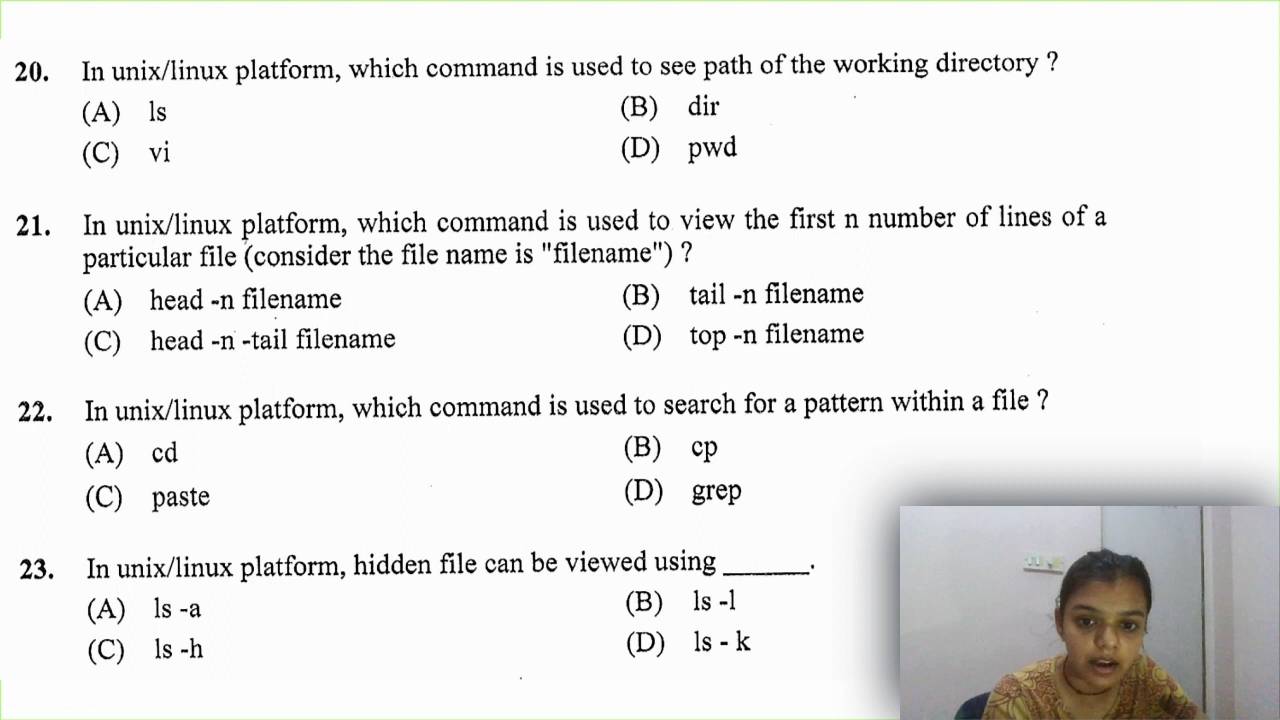 20. In unix/linux platform, which command is used to see path of the working directory ?
(A) ls (B) dir
(C) vi (D) pwd
21. In unix/linux platform, which command is used to view the first n number of lines of a
particular file (consider the file name is "filename") ?
(A) head -n filename (B) tail -n filename
(C) head -n -tail filename (D) top -n filename
22. In unix/linux platform, which command is used to search for a pattern within a file ?
(A) cd (B) cp
(C) paste (D) grep
23. In unix/linux platform, hidden file can be viewed using ______.
(A) ls -a (B) ls -l
(C) ls -h (D) ls - k